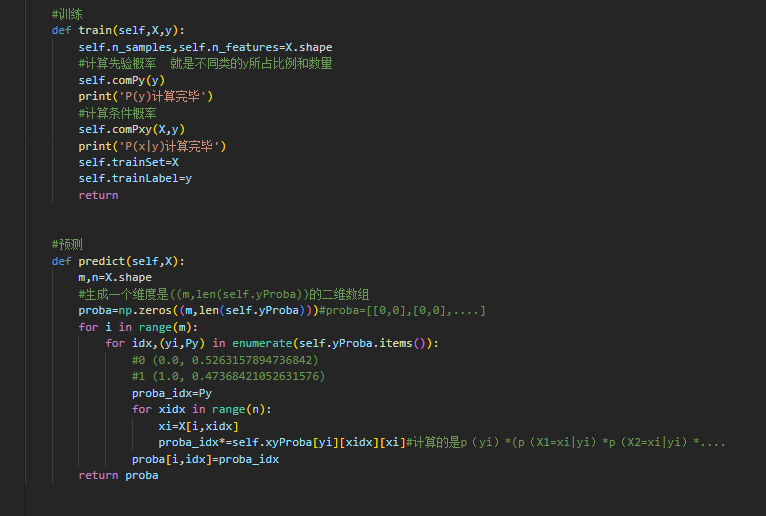 #训练
def train(self,X,y):
self.n_samples,self.n_features=X.shape
#计算先验概率 就是不同类的y所占比例和数量
self.comPy(y)
print('P(y)计算完毕')
#计算条件概率
self.comPxy(X,y)
print('P(x|y)计算完毕')
self.trainSet=X
self.trainLabel=y
return
#预测
def predict(self,X):
m,n=X.shape
#生成一个维度是((m,len(self.yProba))的二维数组
proba=np.zeros((m,len(self.yProba)))#proba=[[0,0],[0,0],....]
for i in range(m):
for idx,(yi,Py) in enumerate(self.yProba.items()):
#0 (0.0, 0.5263157894736842)
#1 (1.0, 0.47368421052631576)
proba_idx=Py
for xidx in range(n):
xi=X[i,xidx]
proba_idx*=self.xyProba[yi][xidx][xi]#计算的是p（yi）*(p（X1=xi|yi）*p（X2=xi|yi）*....
proba[i,idx]=proba_idx
return proba